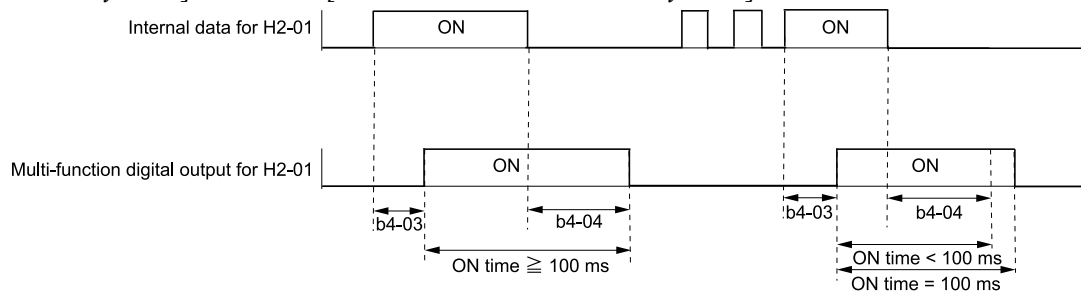 Internal data for H2-01
ON
ON
Multi-function digital output for H2-01
ON
ON
b4-03
b4-04
b4-03
b4-04
ON time ≧ 100 ms
ON time < 100 ms
ON time = 100 ms